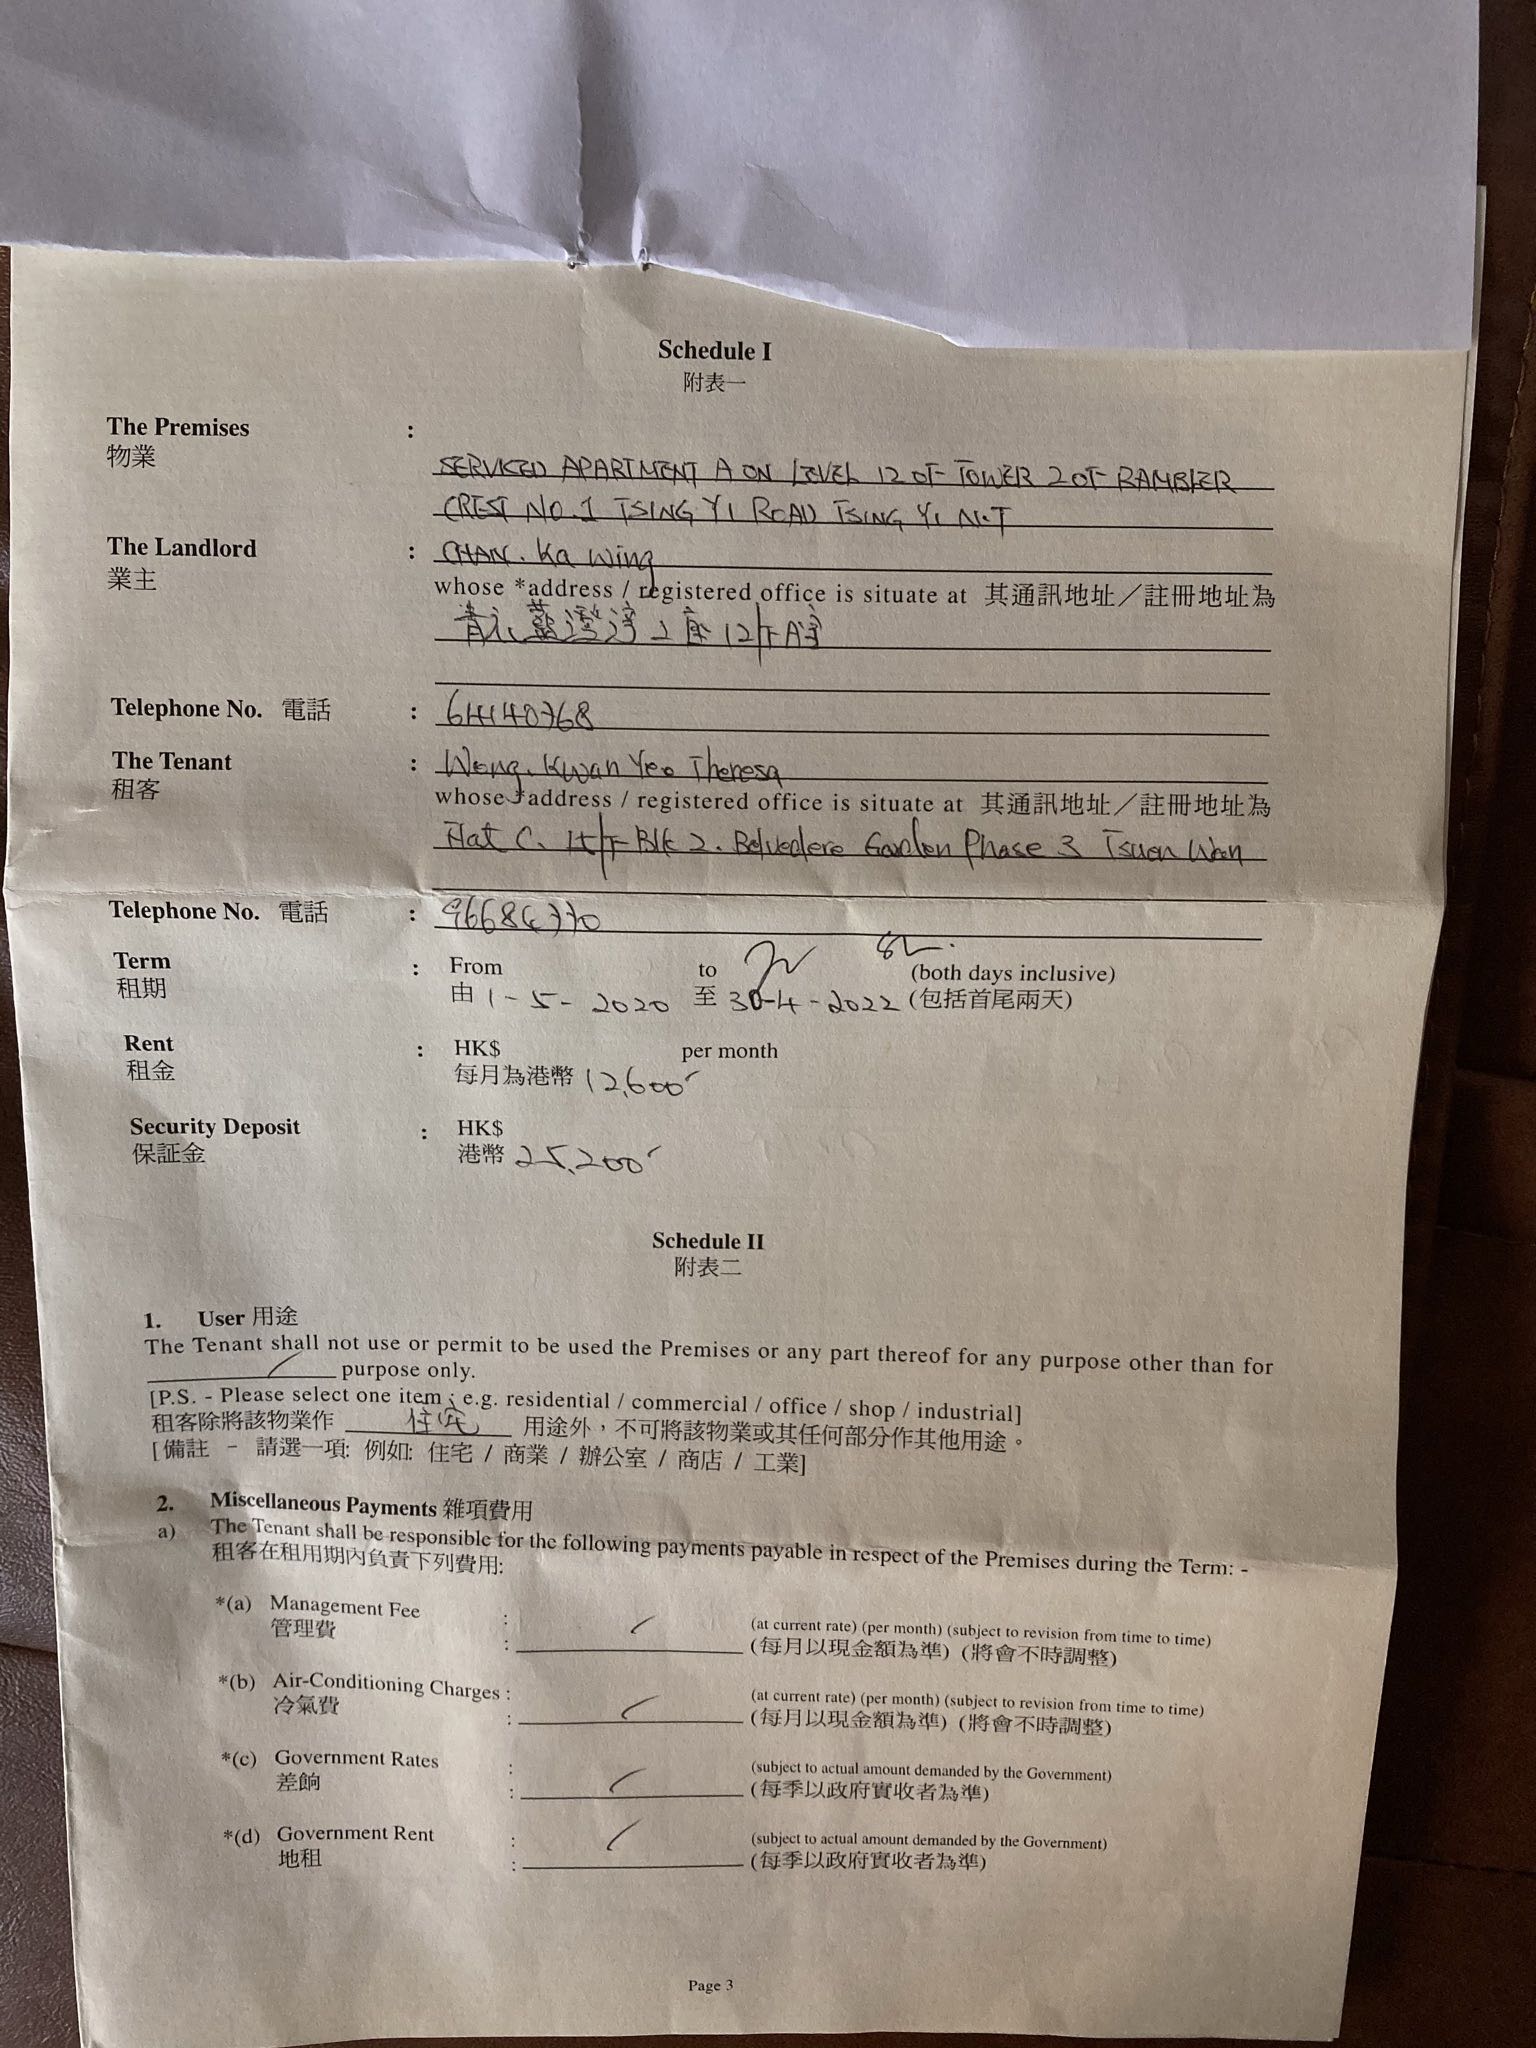 Schedule I
附表一
The Premises :
物業
SERVICED APARTMENT A ON LEVEL 12 OF TOWER 2 OF RAMBLER
CREST NO.1 TSING YI ROAD TSING YI N.T
The Landlord : CHAN. Ka Wing
業主 whose *address / registered office is situate at 其通訊地址／註冊地址為
青衣藍澄灣2座12/F A室
Telephone No. 電話 :
The Tenant : Wong. Kwan Yee Theresa
租客 whose *address / registered office is situate at 其通訊地址／註冊地址為
Flat C. /F Blk 2. Belvedere Garden Phase 3 Tsuen Wan
Telephone No. 電話 :
Term : From to (both days inclusive)
租期 由 1-5-2020 至 30-4-2022 (包括首尾兩天)
Rent : HK$ per month
租金 每月為港幣 12,600
Security Deposit : HK$
保証金 港幣 25,200
Schedule II
附表二
1. User 用途
The Tenant shall not use or permit to be used the Premises or any part thereof for any purpose other than for
purpose only.
[P.S. - Please select one item ; e.g. residential / commercial / office / shop / industrial]
租客除將該物業作 住宅 用途外，不可將該物業或其任何部分作其他用途。
[備註 - 請選一項: 例如: 住宅 / 商業 / 辦公室 / 商店 / 工業]
2. Miscellaneous Payments 雜項費用
a) The Tenant shall be responsible for the following payments payable in respect of the Premises during the Term: -
租客在租用期內負責下列費用:
*(a) Management Fee : (at current rate) (per month) (subject to revision from time to time)
管理費 : (每月以現金額為準) (將會不時調整)
*(b) Air-Conditioning Charges : (at current rate) (per month) (subject to revision from time to time)
冷氣費 : (每月以現金額為準) (將會不時調整)
*(c) Government Rates : (subject to actual amount demanded by the Government)
差餉 : (每季以政府實收者為準)
*(d) Government Rent : (subject to actual amount demanded by the Government)
地租 : (每季以政府實收者為準)
Page 3